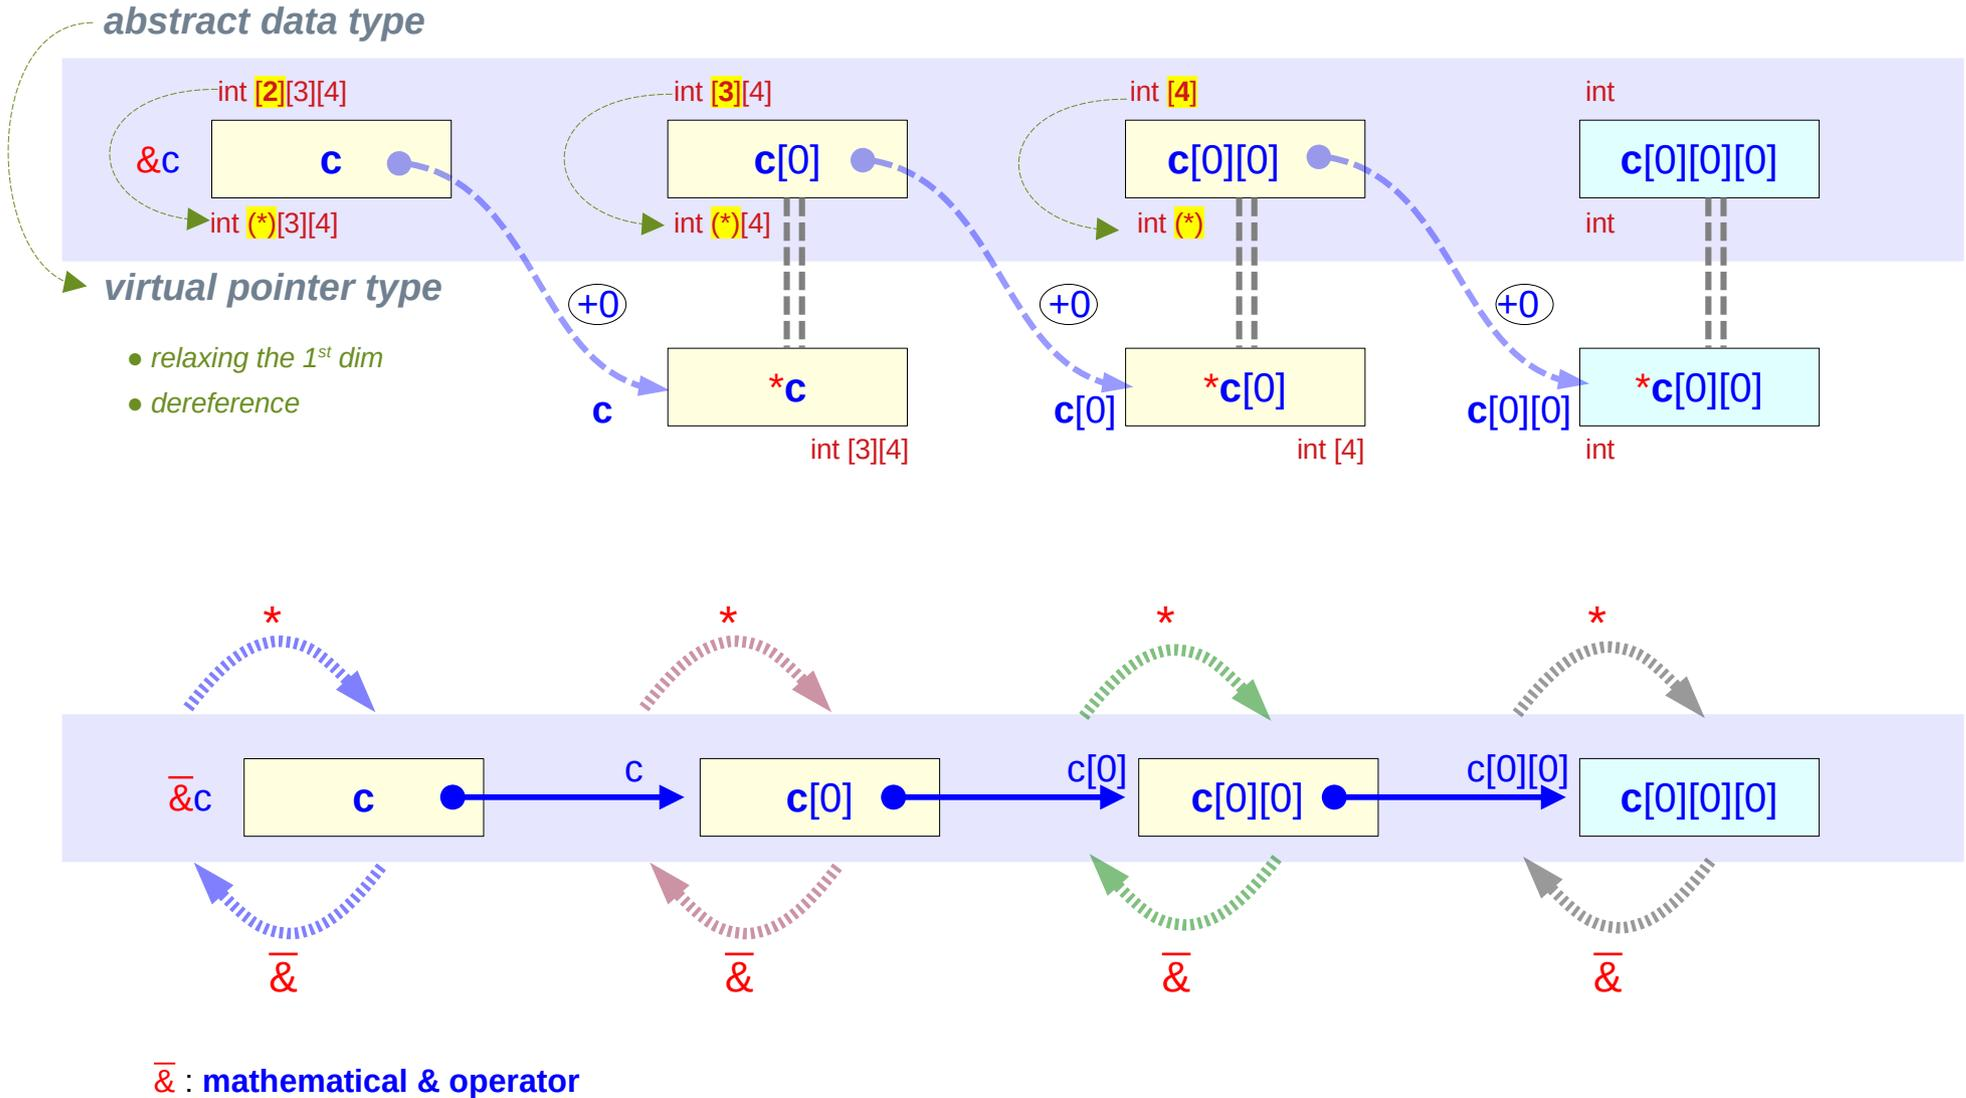 abstract data type
int [2][3][4] int [3][4] int [4] int
&c c c[0] c[0][0] c[0][0][0]
int (*)[3][4] int (*)[4] int (*) int
virtual pointer type
+0 +0 +0
● relaxing the 1st dim
*c *c[0] *c[0][0]
● dereference
c c[0] c[0][0]
int [3][4] int [4] int
* * * *
c c[0] c[0][0]
&̅c c c[0] c[0][0] c[0][0][0]
&̅ &̅ &̅ &̅
&̅ : mathematical & operator